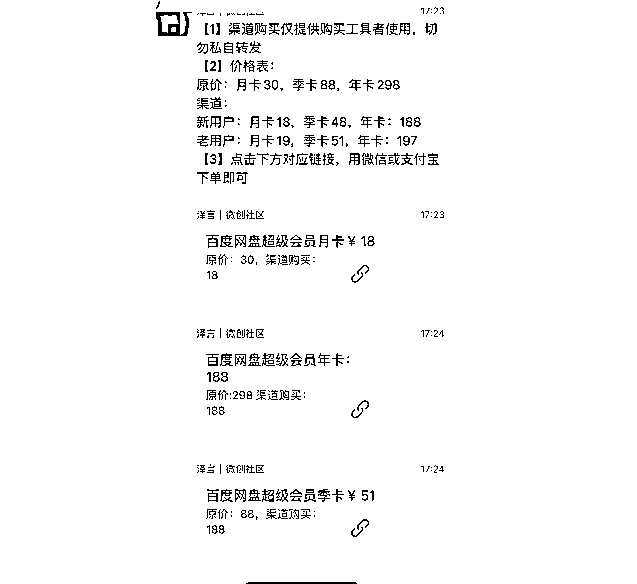 泽言 | 微创社区 17:23
【1】渠道购买仅提供购买工具者使用，切
勿私自转发
【2】价格表：
原价：月卡30，季卡88，年卡298
渠道：
新用户：月卡18，季卡48，年卡：188
老用户：月卡19，季卡51，年卡：197
【3】点击下方对应链接，用微信或支付宝
下单即可
泽言 | 微创社区 17:23
百度网盘超级会员月卡¥ 18
原价：30，渠道购买：
18
泽言 | 微创社区 17:24
百度网盘超级会员年卡：
188
原价:298 渠道购买：
188
泽言 | 微创社区 17:24
百度网盘超级会员季卡¥ 51
原价：88，渠道购买：
188